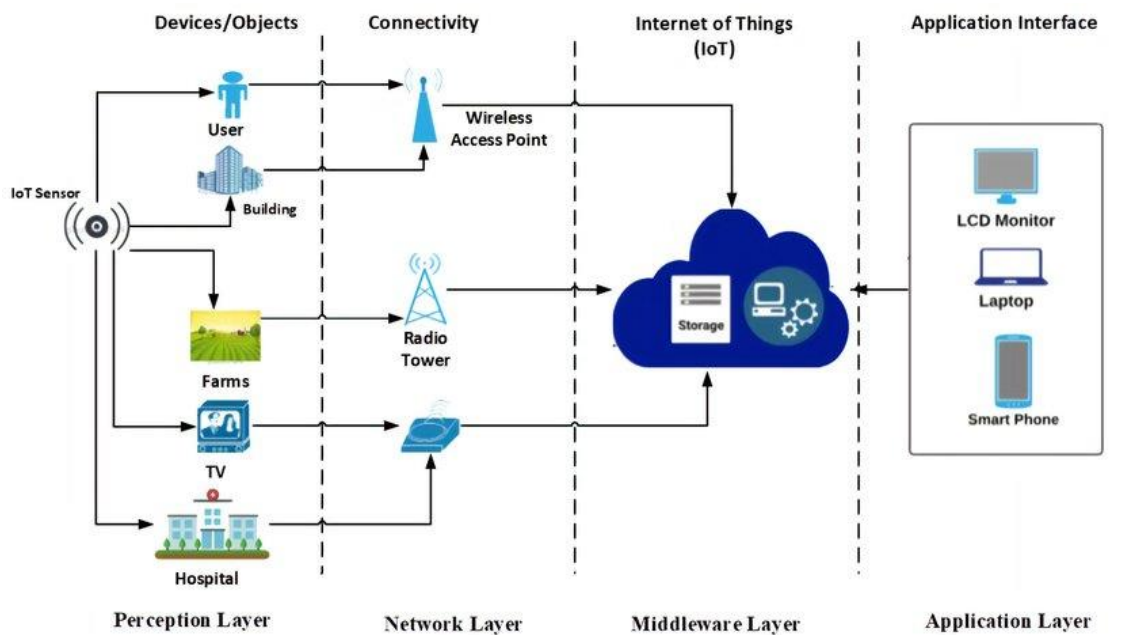 Devices/Objects
Connectivity
Internet of Things
(IoT)
Application Interface
User
Wireless
Access Point
IoT Sensor
Building
LCD Monitor
Storage
Laptop
Radio
Tower
Farms
Smart Phone
TV
Hospital
Perception Layer
Network Layer
Middleware Layer
Application Layer